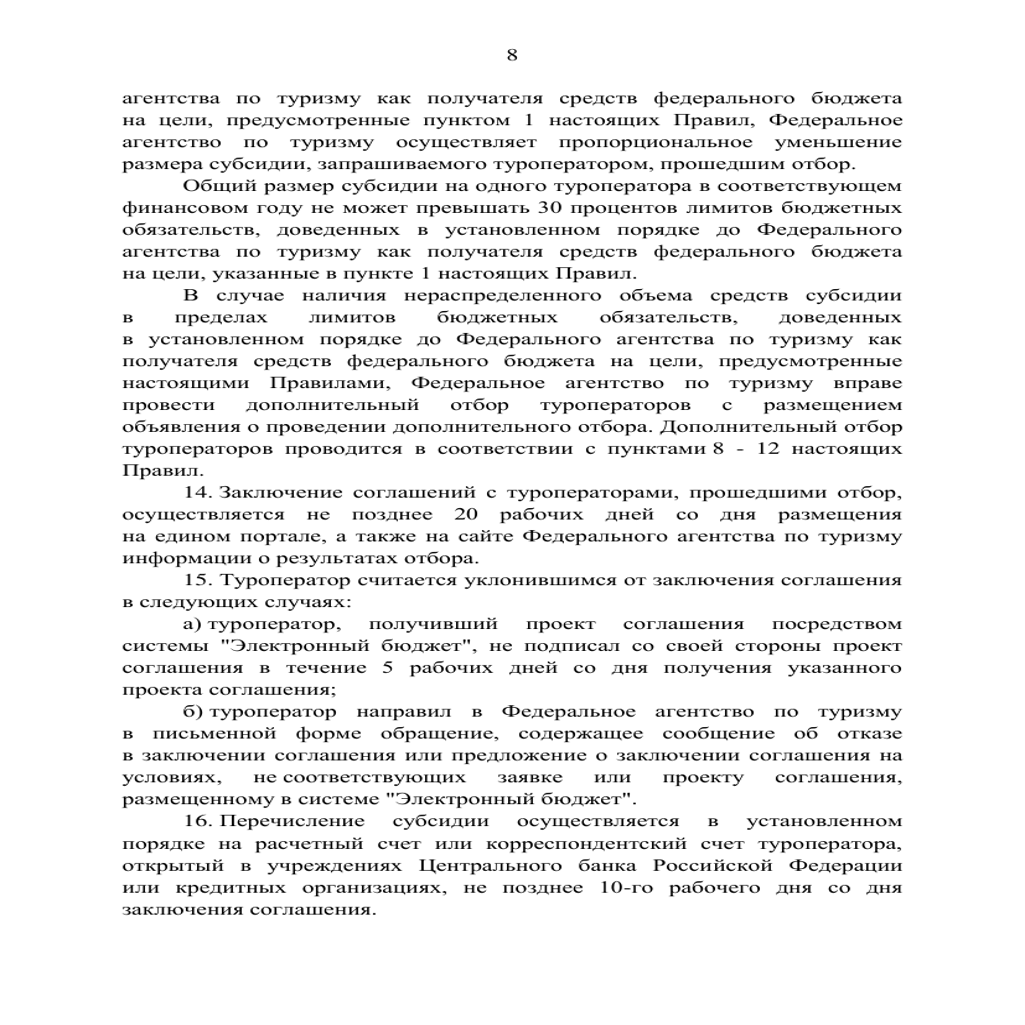 8
агентства по туризму как получателя средств федерального бюджета
на цели, предусмотренные пунктом 1 настоящих Правил, Федеральное
агентство по туризму осуществляет пропорциональное уменьшение
размера субсидии, запрашиваемого туроператором, прошедшим отбор.
Общий размер субсидии на одного туроператора в соответствующем
финансовом году не может превышать 30 процентов лимитов бюджетных
обязательств, доведенных в установленном порядке до Федерального
агентства по туризму как получателя средств федерального бюджета
на цели, указанные в пункте 1 настоящих Правил.
В случае наличия нераспределенного объема средств субсидии
в пределах лимитов бюджетных обязательств, доведенных
в установленном порядке до Федерального агентства по туризму как
получателя средств федерального бюджета на цели, предусмотренные
настоящими Правилами, Федеральное агентство по туризму вправе
провести дополнительный отбор туроператоров с размещением
объявления о проведении дополнительного отбора. Дополнительный отбор
туроператоров проводится в соответствии с пунктами 8 - 12 настоящих
Правил.
14. Заключение соглашений с туроператорами, прошедшими отбор,
осуществляется не позднее 20 рабочих дней со дня размещения
на едином портале, а также на сайте Федерального агентства по туризму
информации о результатах отбора.
15. Туроператор считается уклонившимся от заключения соглашения
в следующих случаях:
а) туроператор, получивший проект соглашения посредством
системы "Электронный бюджет", не подписал со своей стороны проект
соглашения в течение 5 рабочих дней со дня получения указанного
проекта соглашения;
б) туроператор направил в Федеральное агентство по туризму
в письменной форме обращение, содержащее сообщение об отказе
в заключении соглашения или предложение о заключении соглашения на
условиях, не соответствующих заявке или проекту соглашения,
размещенному в системе "Электронный бюджет".
16. Перечисление субсидии осуществляется в установленном
порядке на расчетный счет или корреспондентский счет туроператора,
открытый в учреждениях Центрального банка Российской Федерации
или кредитных организациях, не позднее 10-го рабочего дня со дня
заключения соглашения.